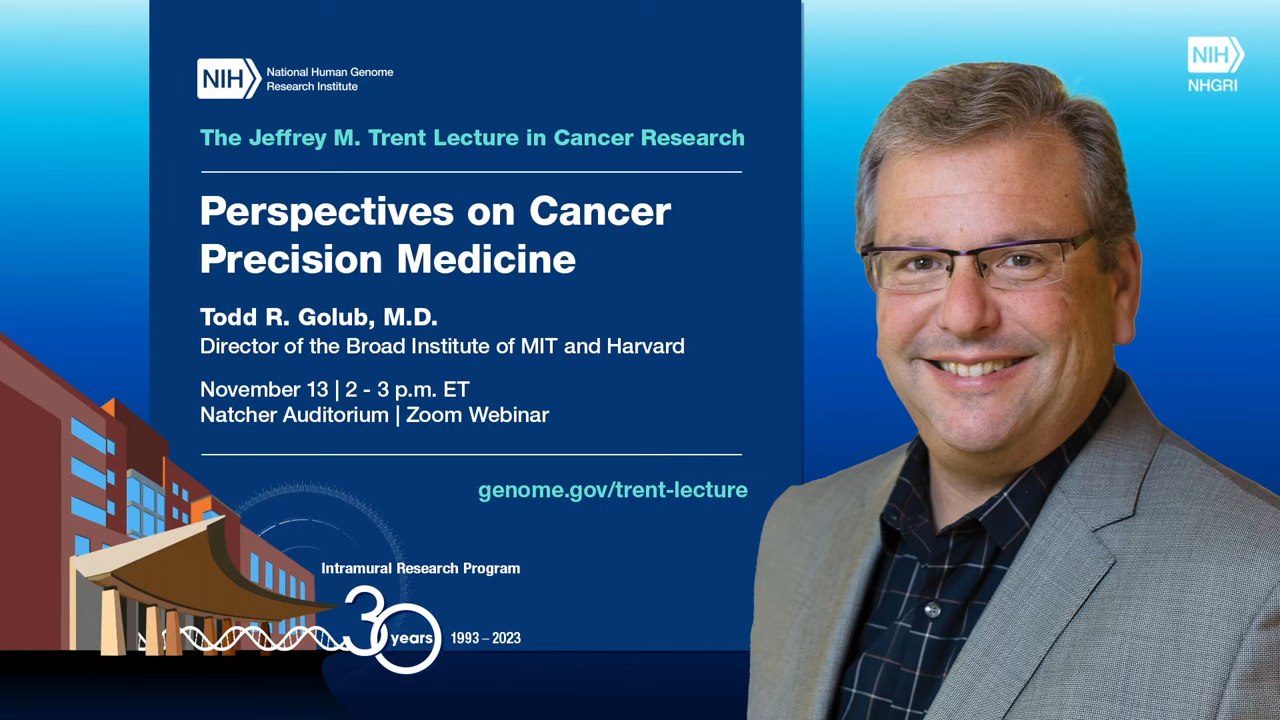 NIH
National Human Genome
Research Institute
NIH
NHGRI
The Jeffrey M. Trent Lecture in Cancer Research
Perspectives on Cancer
Precision Medicine
Todd R. Golub, M.D.
Director of the Broad Institute of MIT and Harvard
November 13 | 2 - 3 p.m. ET
Natcher Auditorium | Zoom Webinar
genome.gov/trent-lecture
Intramural Research Program
30 years 1993 – 2023